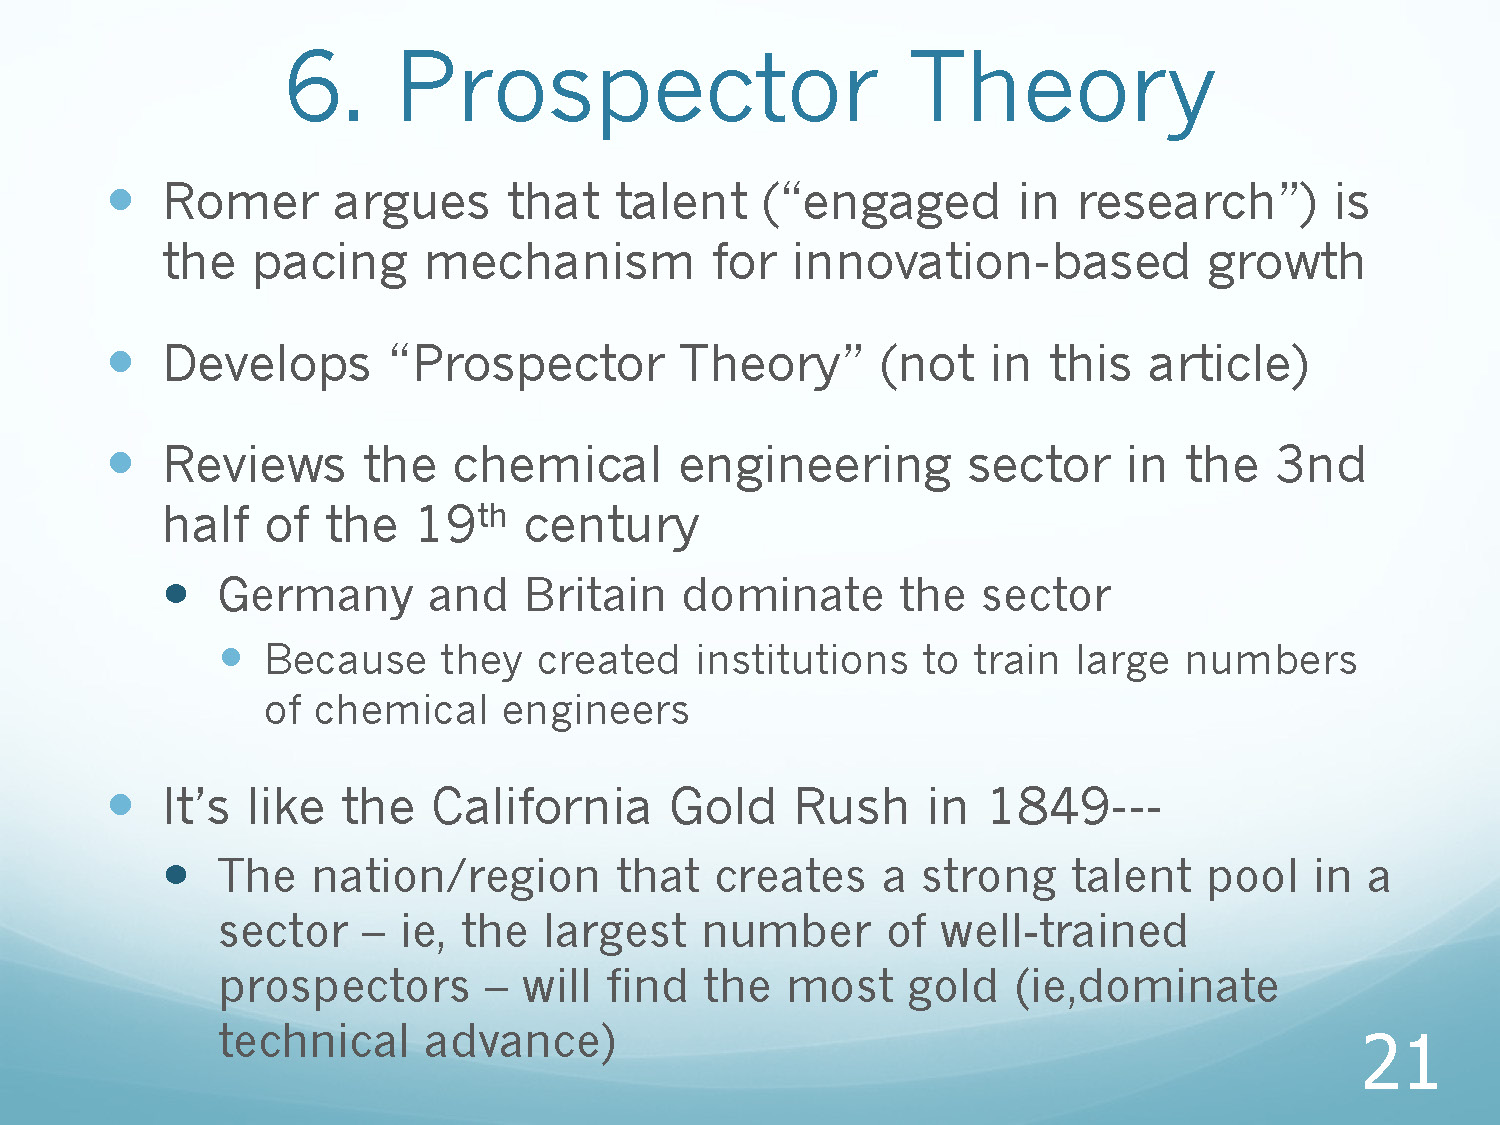 6. Prospector Theory
• Romer argues that talent (“engaged in research”) is
the pacing mechanism for innovation-based growth
• Develops “Prospector Theory” (not in this article)
• Reviews the chemical engineering sector in the 3nd
half of the 19th century
• Germany and Britain dominate the sector
• Because they created institutions to train large numbers
of chemical engineers
• It’s like the California Gold Rush in 1849---
• The nation/region that creates a strong talent pool in a
sector – ie, the largest number of well-trained
prospectors – will find the most gold (ie,dominate
technical advance)
21